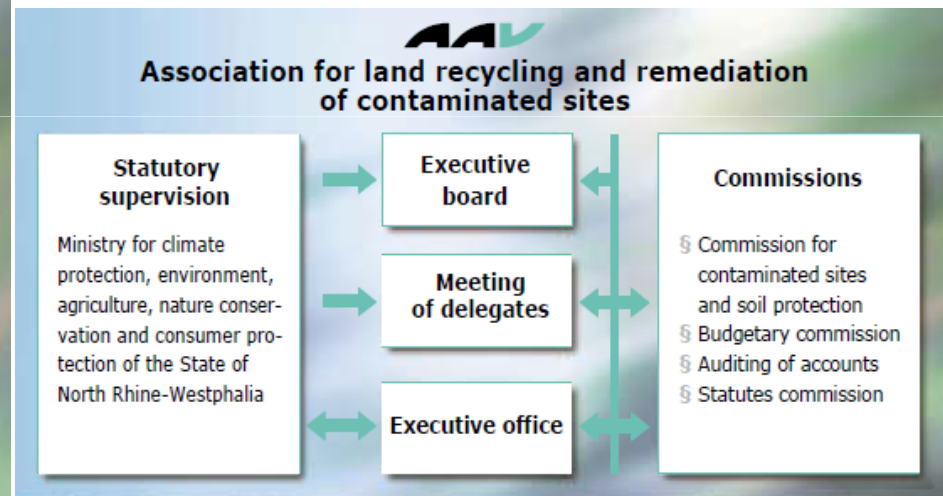 AAV
Association for land recycling and remediation
of contaminated sites
Statutory
supervision
Ministry for climate
protection, environment,
agriculture, nature conser-
vation and consumer pro-
tection of the State of
North Rhine-Westphalia
Executive
board
Meeting
of delegates
Executive office
Commissions
§ Commission for
contaminated sites
and soil protection
§ Budgetary commission
§ Auditing of accounts
§ Statutes commission